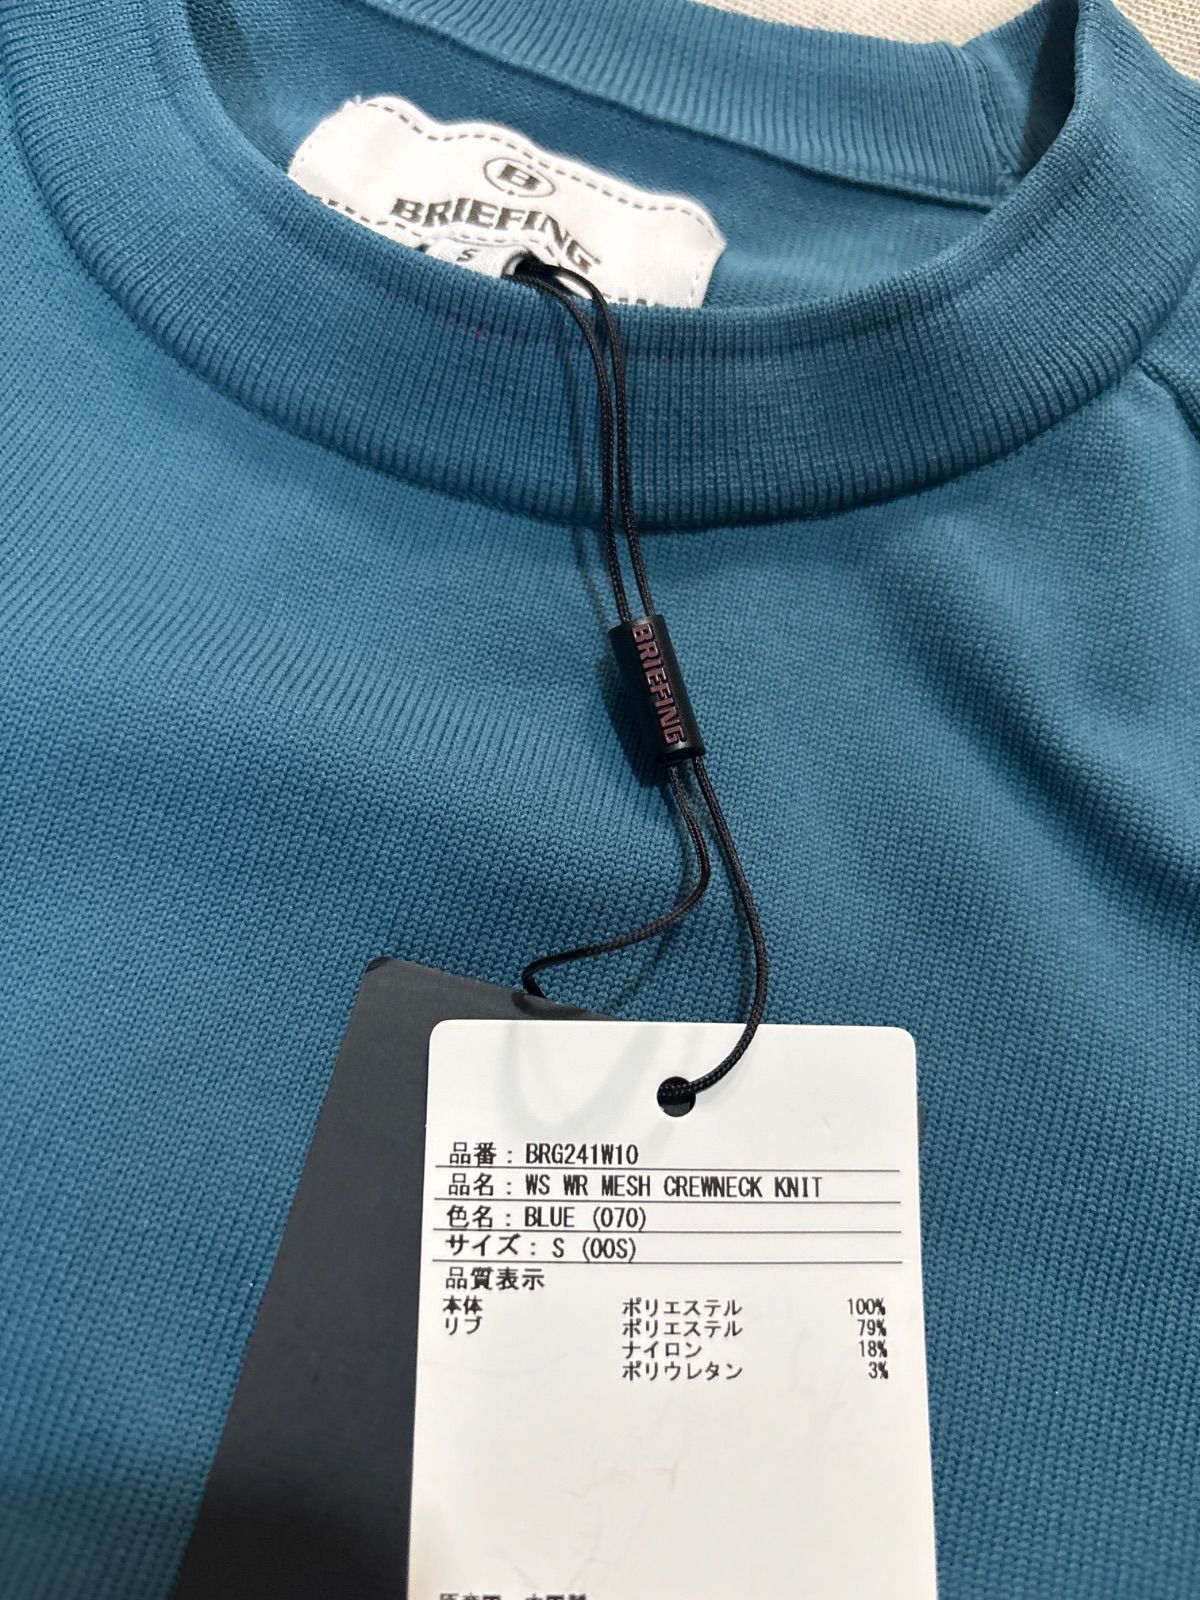 B
BRIEFING
S
BRIEFING
品番：BRG241W10
品名：WS WR MESH CREWNECK KNIT
色名：BLUE (070)
サイズ：S (00S)
品質表示
本体 ポリエステル 100%
リブ ポリエステル 79%
ナイロン 18%
ポリウレタン 3%